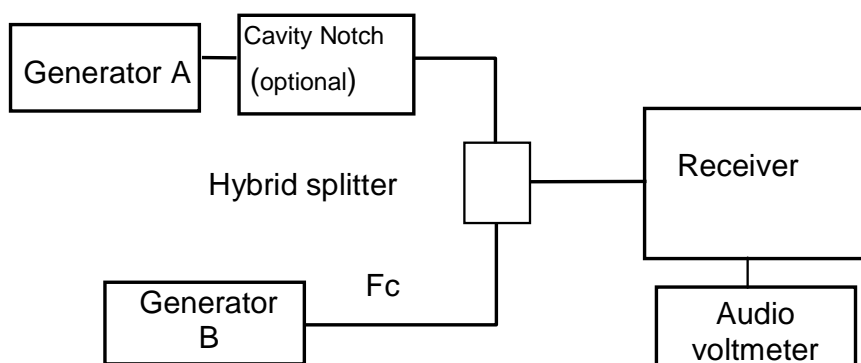 Generator A
Cavity Notch
(optional)
Hybrid splitter
Receiver
Fc
Generator
B
Audio
voltmeter